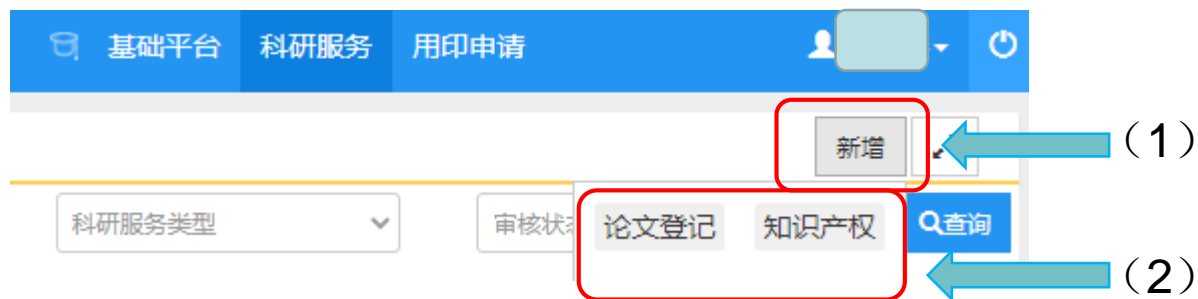 基础平台 科研服务 用印申请
新增 （1）
科研服务类型 审核状 论文登记 知识产权 查询
（2）